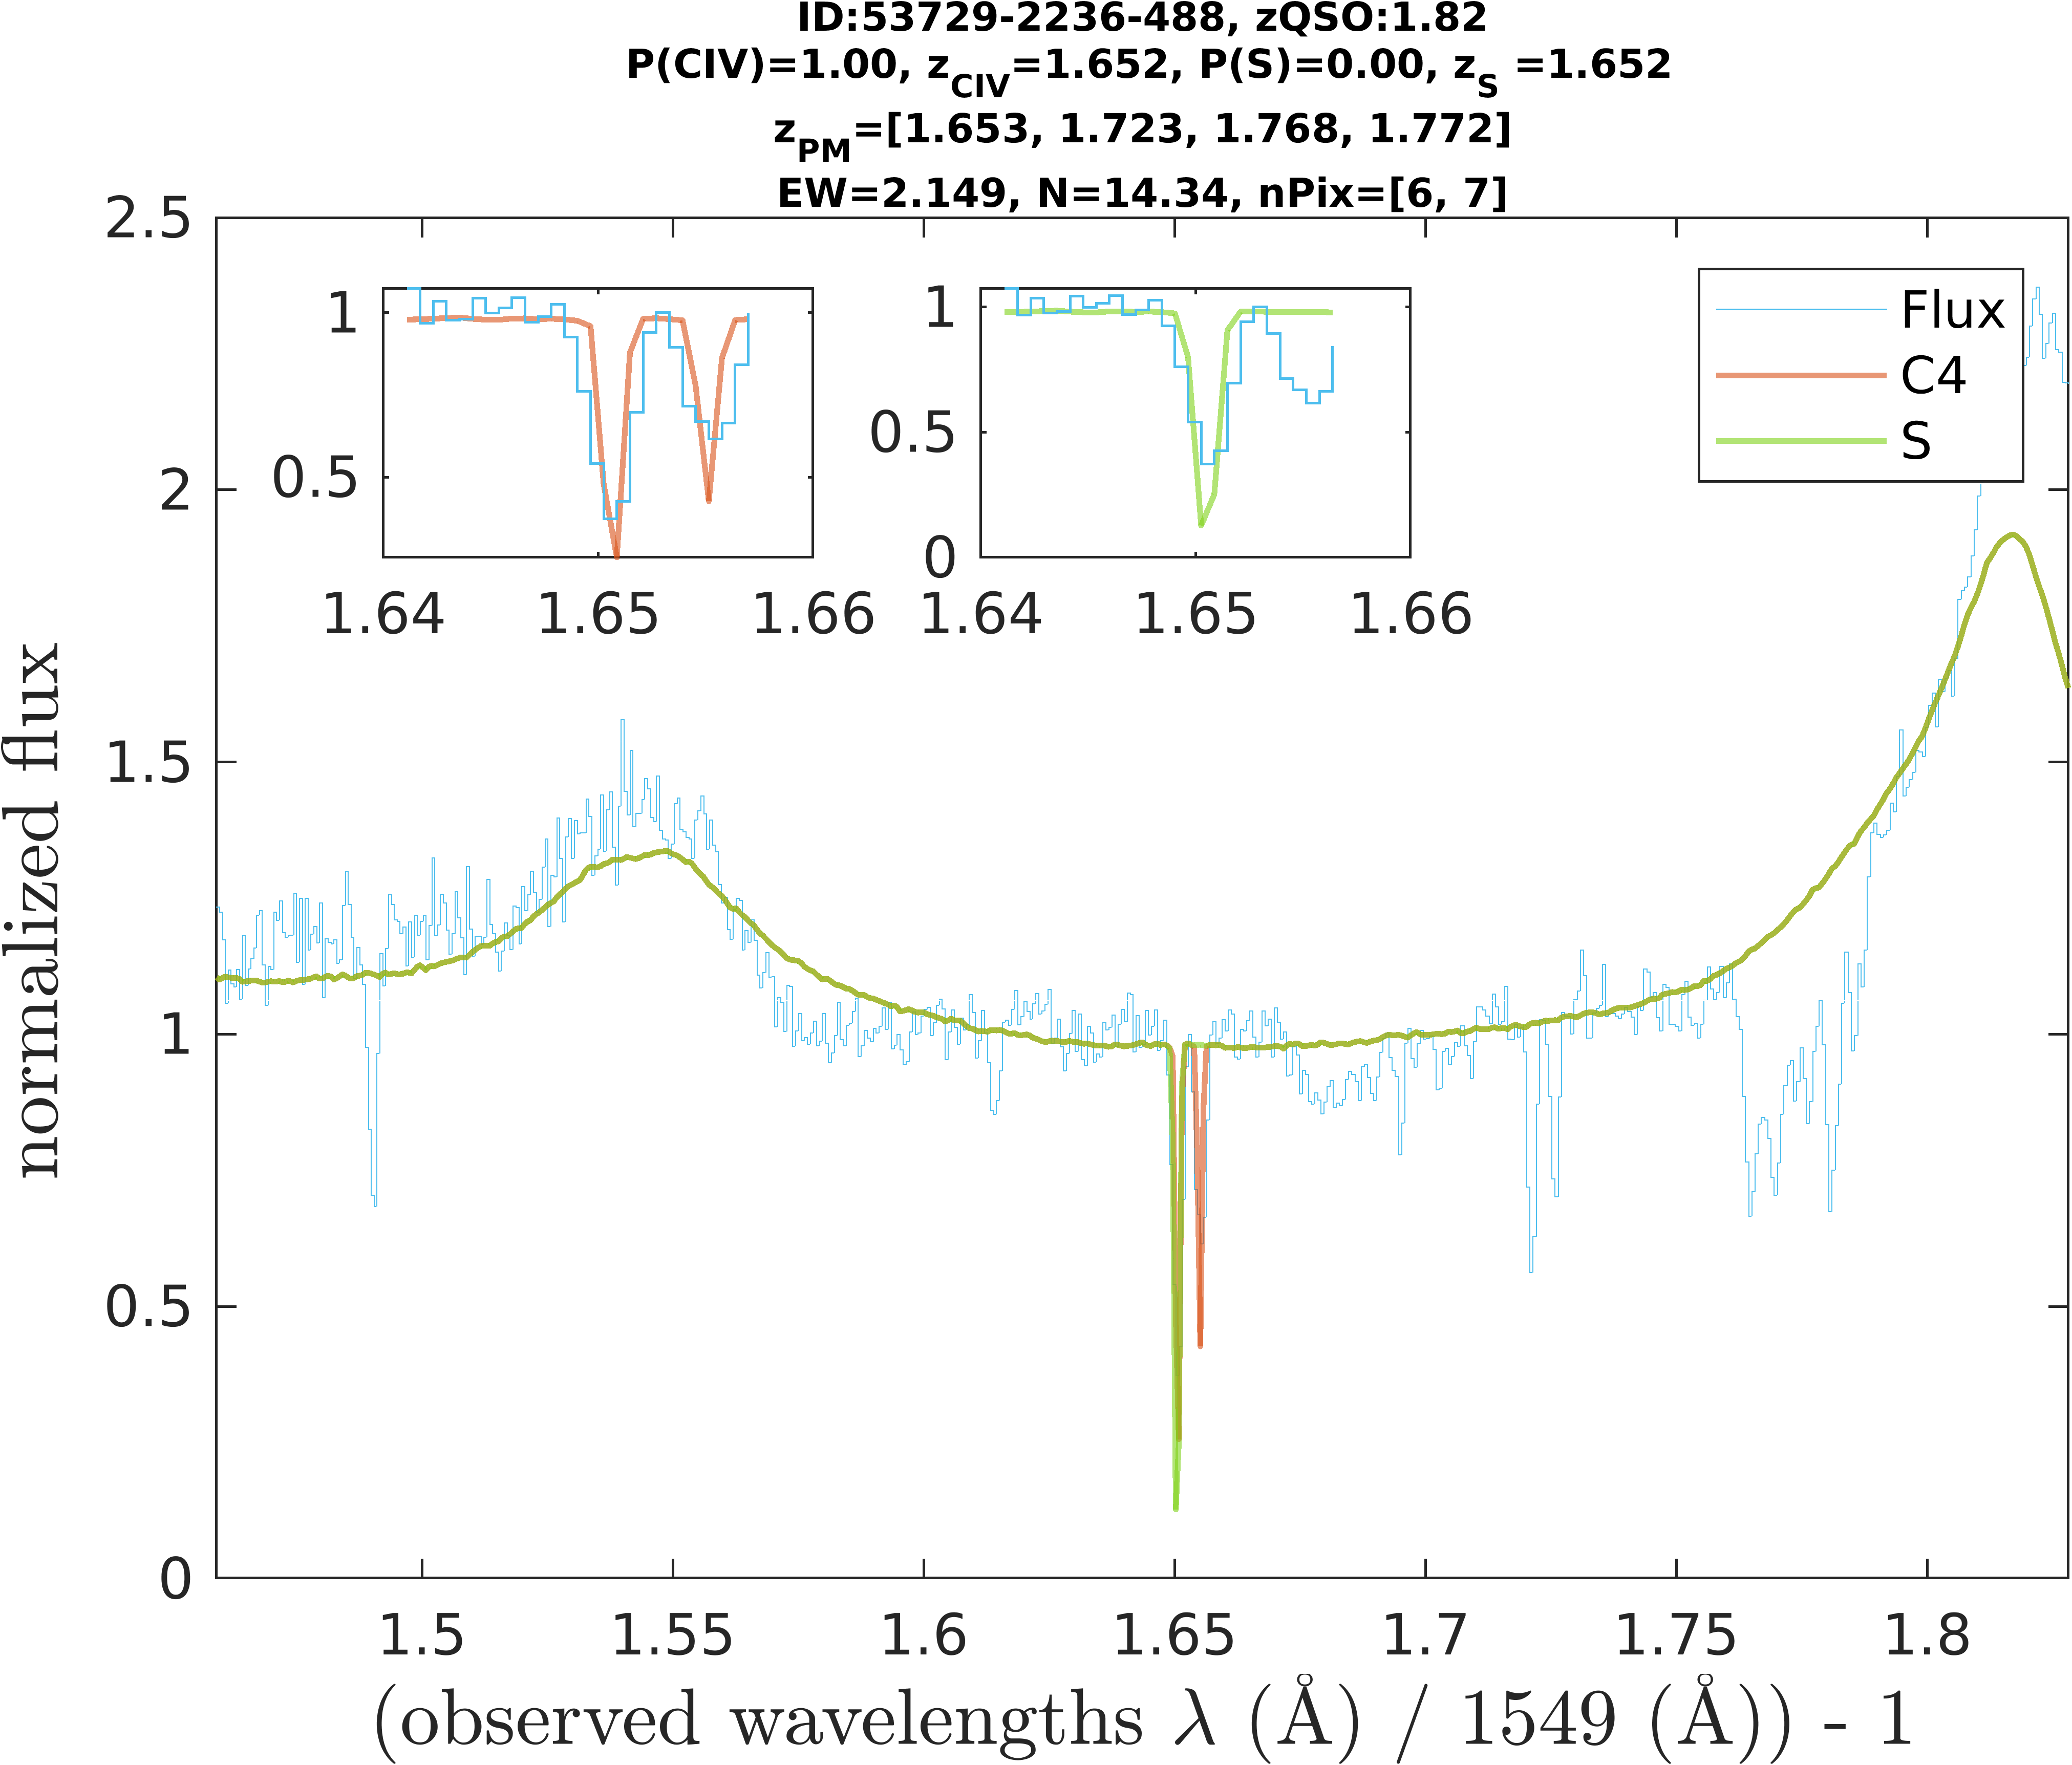 ID:53729-2236-488, zQSO:1.82
P(CIV)=1.00, z_CIV=1.652, P(S)=0.00, z_S =1.652
z_PM=[1.653, 1.723, 1.768, 1.772]
EW=2.149, N=14.34, nPix=[6, 7]
2.5
2
1.5
1
0.5
0
normalized flux
1
0.5
1.64
1.65
1.66
1
0.5
0
1.64
1.65
1.66
Flux
C4
S
1.5
1.55
1.6
1.65
1.7
1.75
1.8
(observed wavelengths λ (Å) / 1549 (Å)) - 1